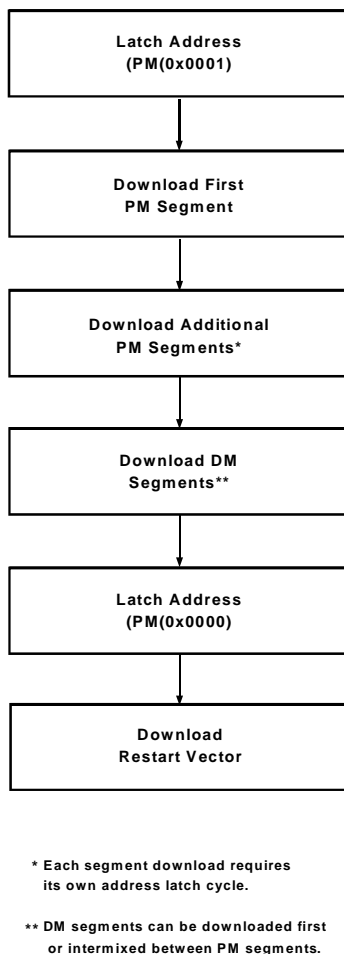 Latch Address
(PM(0x0001)
Download First
PM Segment
Download Additional
PM Segments*
Download DM
Segments**
Latch Address
(PM(0x0000)
Download
Restart Vector
* Each segment download requires
its own address latch cycle.
** DM segments can be downloaded first
or intermixed between PM segments.